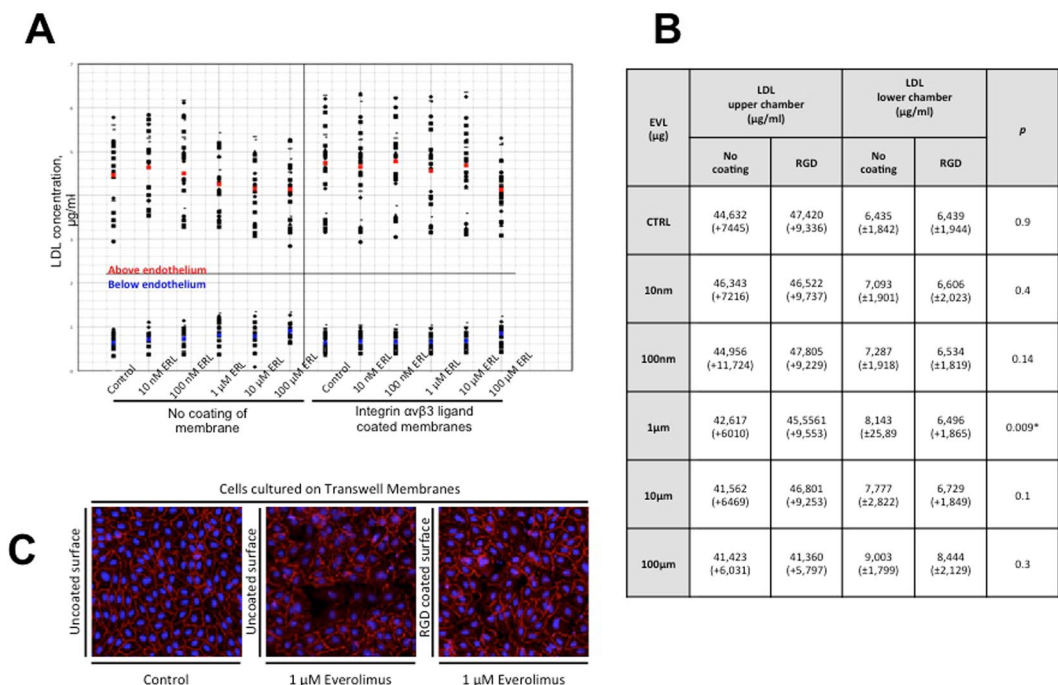 A
7
6
5
4
3
2
1
0
LDL concentration,
µg/ml
Above endothelium
Below endothelium
Control
10 nM ERL
100 nM ERL
1 µM ERL
10 µM ERL
100 µM ERL
Control
10 nM ERL
100 nM ERL
1 µM ERL
10 µM ERL
100 µM ERL
No coating of
membrane
Integrin αvβ3 ligand
coated membranes
B
EVL
(µg)
LDL
upper chamber
(µg/ml)
LDL
lower chamber
(µg/ml)
p
No
coating
RGD
No
coating
RGD
CTRL
44,632
(+7445)
47,420
(+9,336)
6,435
(±1,842)
6,439
(±1,944)
0.9
10nm
46,343
(+7216)
46,522
(+9,737)
7,093
(±1,901)
6,606
(±2,023)
0.4
100nm
44,956
(+11,724)
47,805
(+9,229)
7,287
(±1,918)
6,534
(±1,819)
0.14
1µm
42,617
(+6010)
45,5561
(+9,553)
8,143
(±25,89
6,496
(+1,865)
0.009*
10µm
41,562
(+6469)
46,801
(+9,253)
7,777
(±2,822)
6,729
(+1,849)
0.1
100µm
41,423
(+6,031)
41,360
(+5,797)
9,003
(±1,799)
8,444
(±2,129)
0.3
C
Cells cultured on Transwell Membranes
Uncoated surface
Uncoated surface
RGD coated surface
Control
1 µM Everolimus
1 µM Everolimus